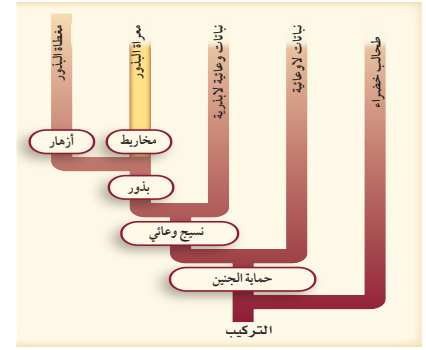 طحالب خضراء
نباتات لاوعائية
نباتات وعائية لابذرية
معراة البذور
مغطاة البذور
مخاريط
أزهار
بذور
نسيج وعائي
حماية الجنين
التركيب